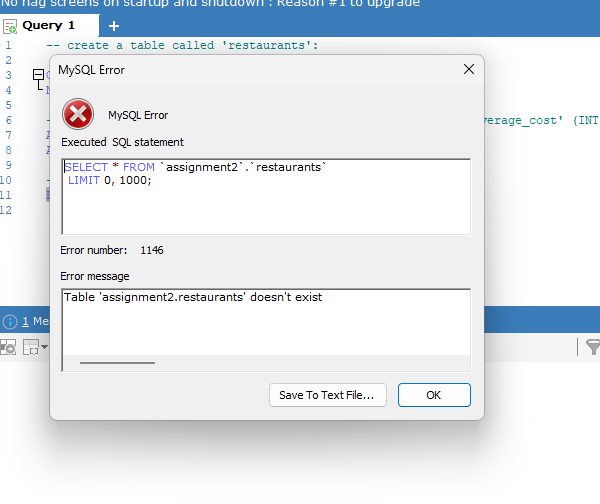 No nag screens on startup and shutdown : Reason #1 to upgrade
Query 1
1 -- create a table called 'restaurants':
2
3
4
5
6 verage_cost' (INT
7
8
9
10
11
12
MySQL Error
MySQL Error
Executed SQL statement
SELECT * FROM `assignment2`.`restaurants`
LIMIT 0, 1000;
Error number: 1146
Error message
Table 'assignment2.restaurants' doesn't exist
Save To Text File...
OK
1 Me